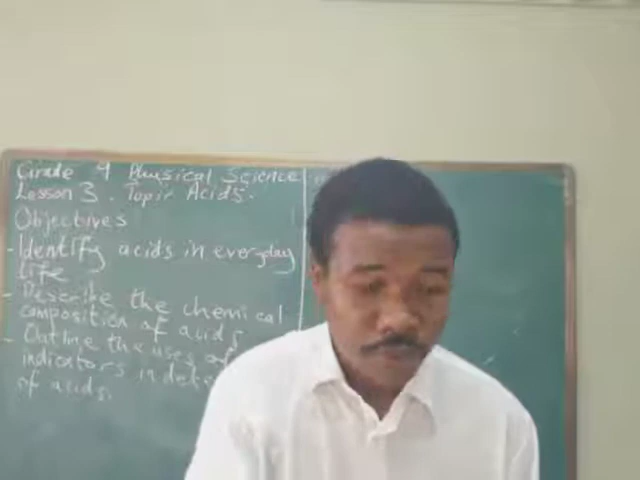 Grade 9 Physical Science
Lesson 3. Topic Acids.
Objectives
- Identify acids in everyday
life
- Describe the chemical
composition of acids
- Outline the uses of
indicators in dete
of acids.